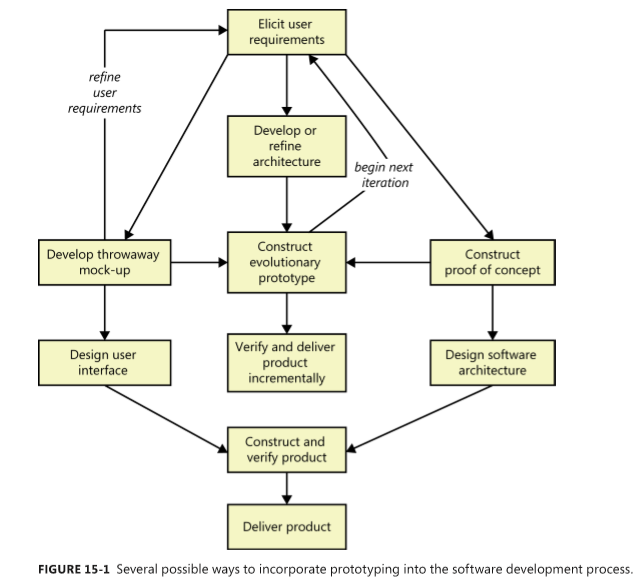 Elicit user
requirements
refine
user
requirements
Develop or
refine
architecture
begin next
iteration
Develop throwaway
mock-up
Construct
evolutionary
prototype
Construct
proof of concept
Design user
interface
Verify and deliver
product
incrementally
Design software
architecture
Construct and
verify product
Deliver product
FIGURE 15-1 Several possible ways to incorporate prototyping into the software development process.